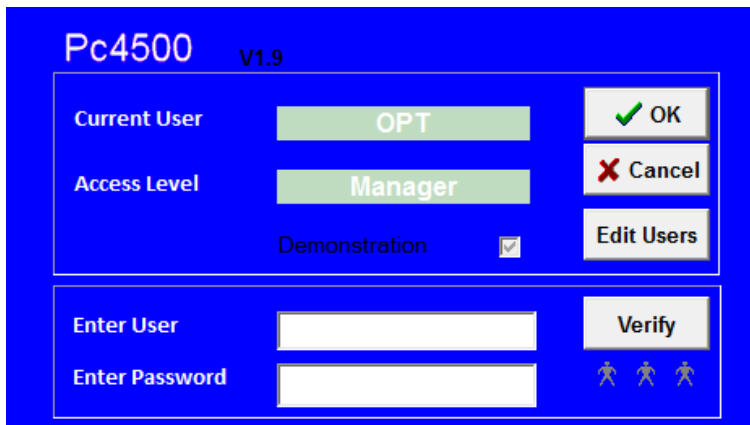 Pc4500 V1.9
Current User OPT OK
Access Level Manager Cancel
Demonstration Edit Users
Enter User Verify
Enter Password